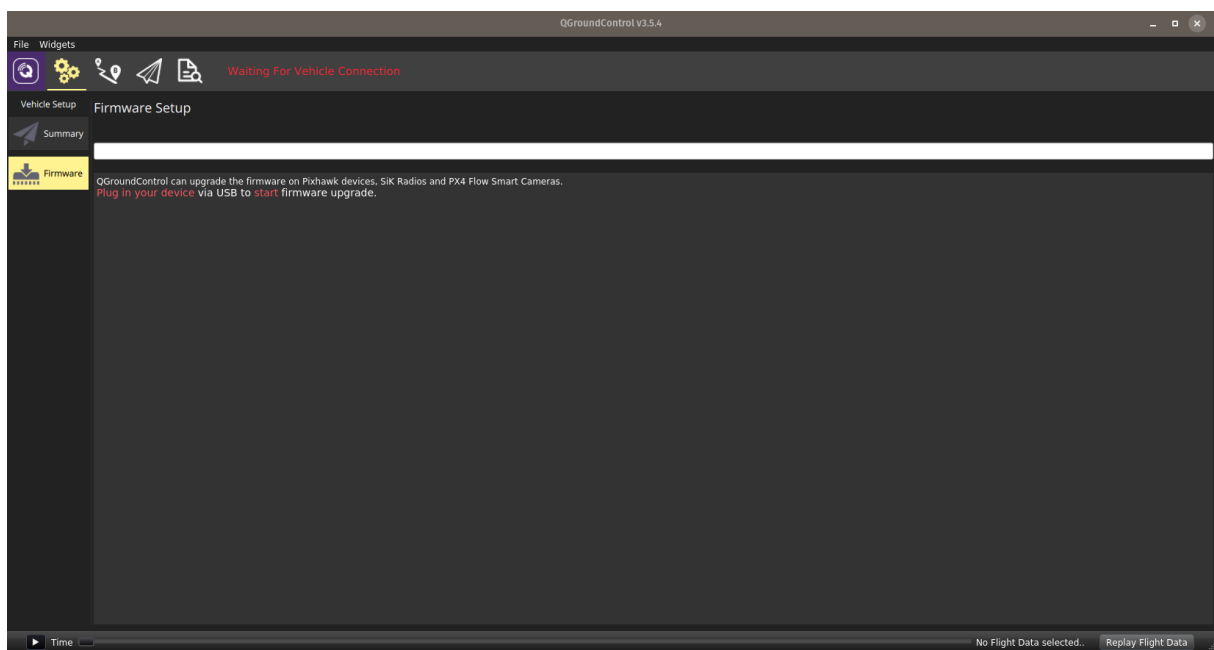 QGroundControl v3.5.4
File Widgets
Waiting For Vehicle Connection
Vehicle Setup
Firmware Setup
Summary
Firmware
QGroundControl can upgrade the firmware on Pixhawk devices, SiK Radios and PX4 Flow Smart Cameras.
Plug in your device via USB to start firmware upgrade.
Time
No Flight Data selected..
Replay Flight Data